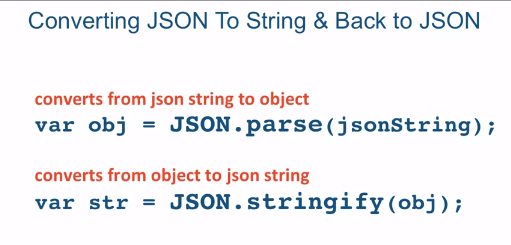 Converting JSON To String & Back to JSON
converts from json string to object
var obj = JSON.parse(jsonString);
converts from object to json string
var str = JSON.stringify(obj);